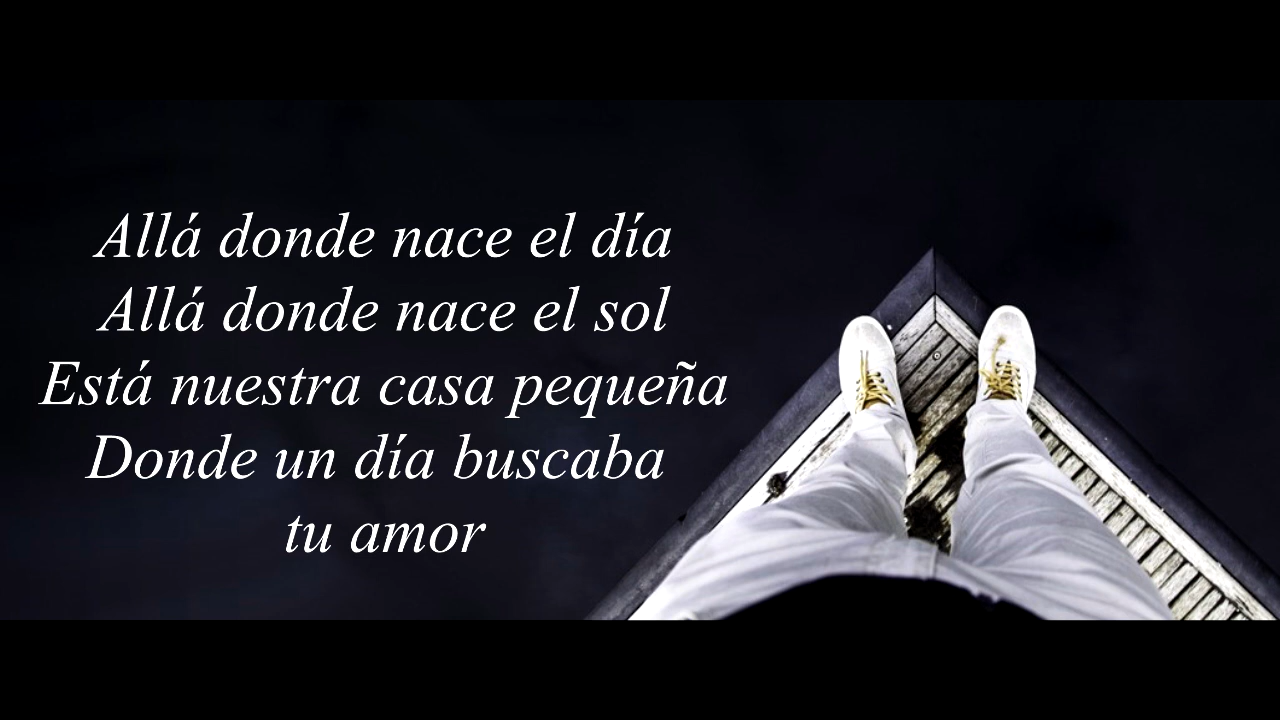 Allá donde nace el día
Allá donde nace el sol
Está nuestra casa pequeña
Donde un día buscaba
tu amor